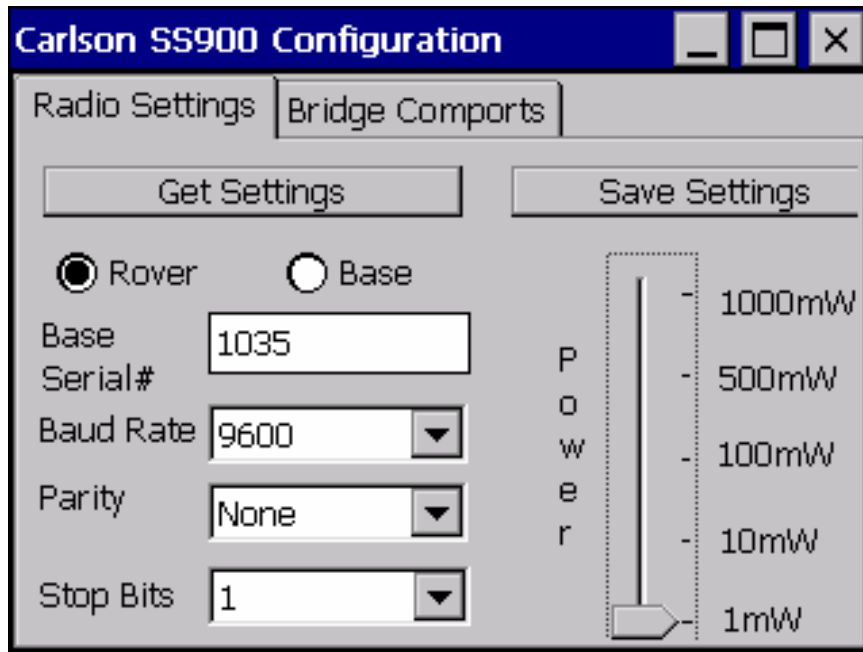 Carlson SS900 Configuration
Radio Settings
Bridge Comports
Get Settings
Save Settings
Rover
Base
Base
Serial#
1035
Baud Rate
9600
Parity
None
Stop Bits
1
Power
1000mW
500mW
100mW
10mW
1mW